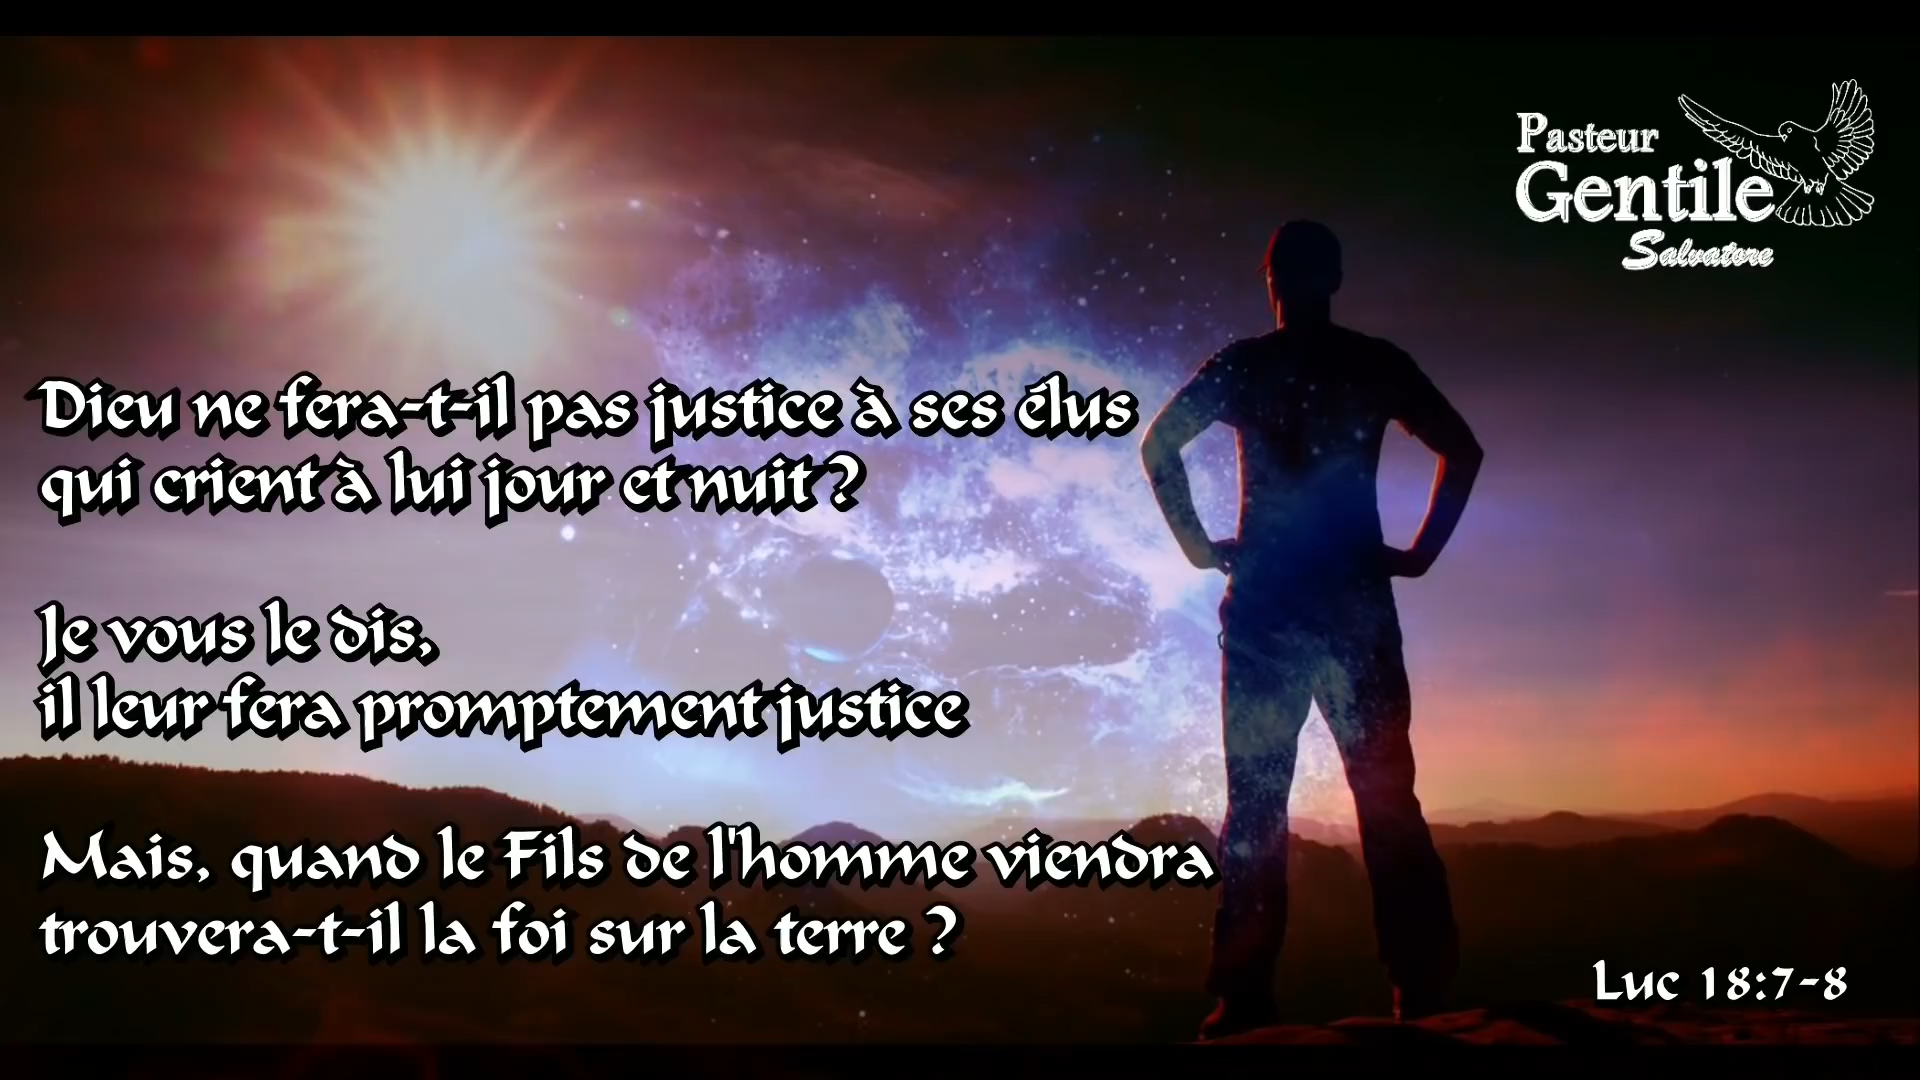 Pasteur
Gentile
Salvatore
Dieu ne fera-t-il pas justice à ses élus
qui crient à lui jour et nuit ?
Je vous le dis,
il leur fera promptement justice
Mais, quand le Fils de l'homme viendra
trouvera-t-il la foi sur la terre ?
Luc 18:7-8